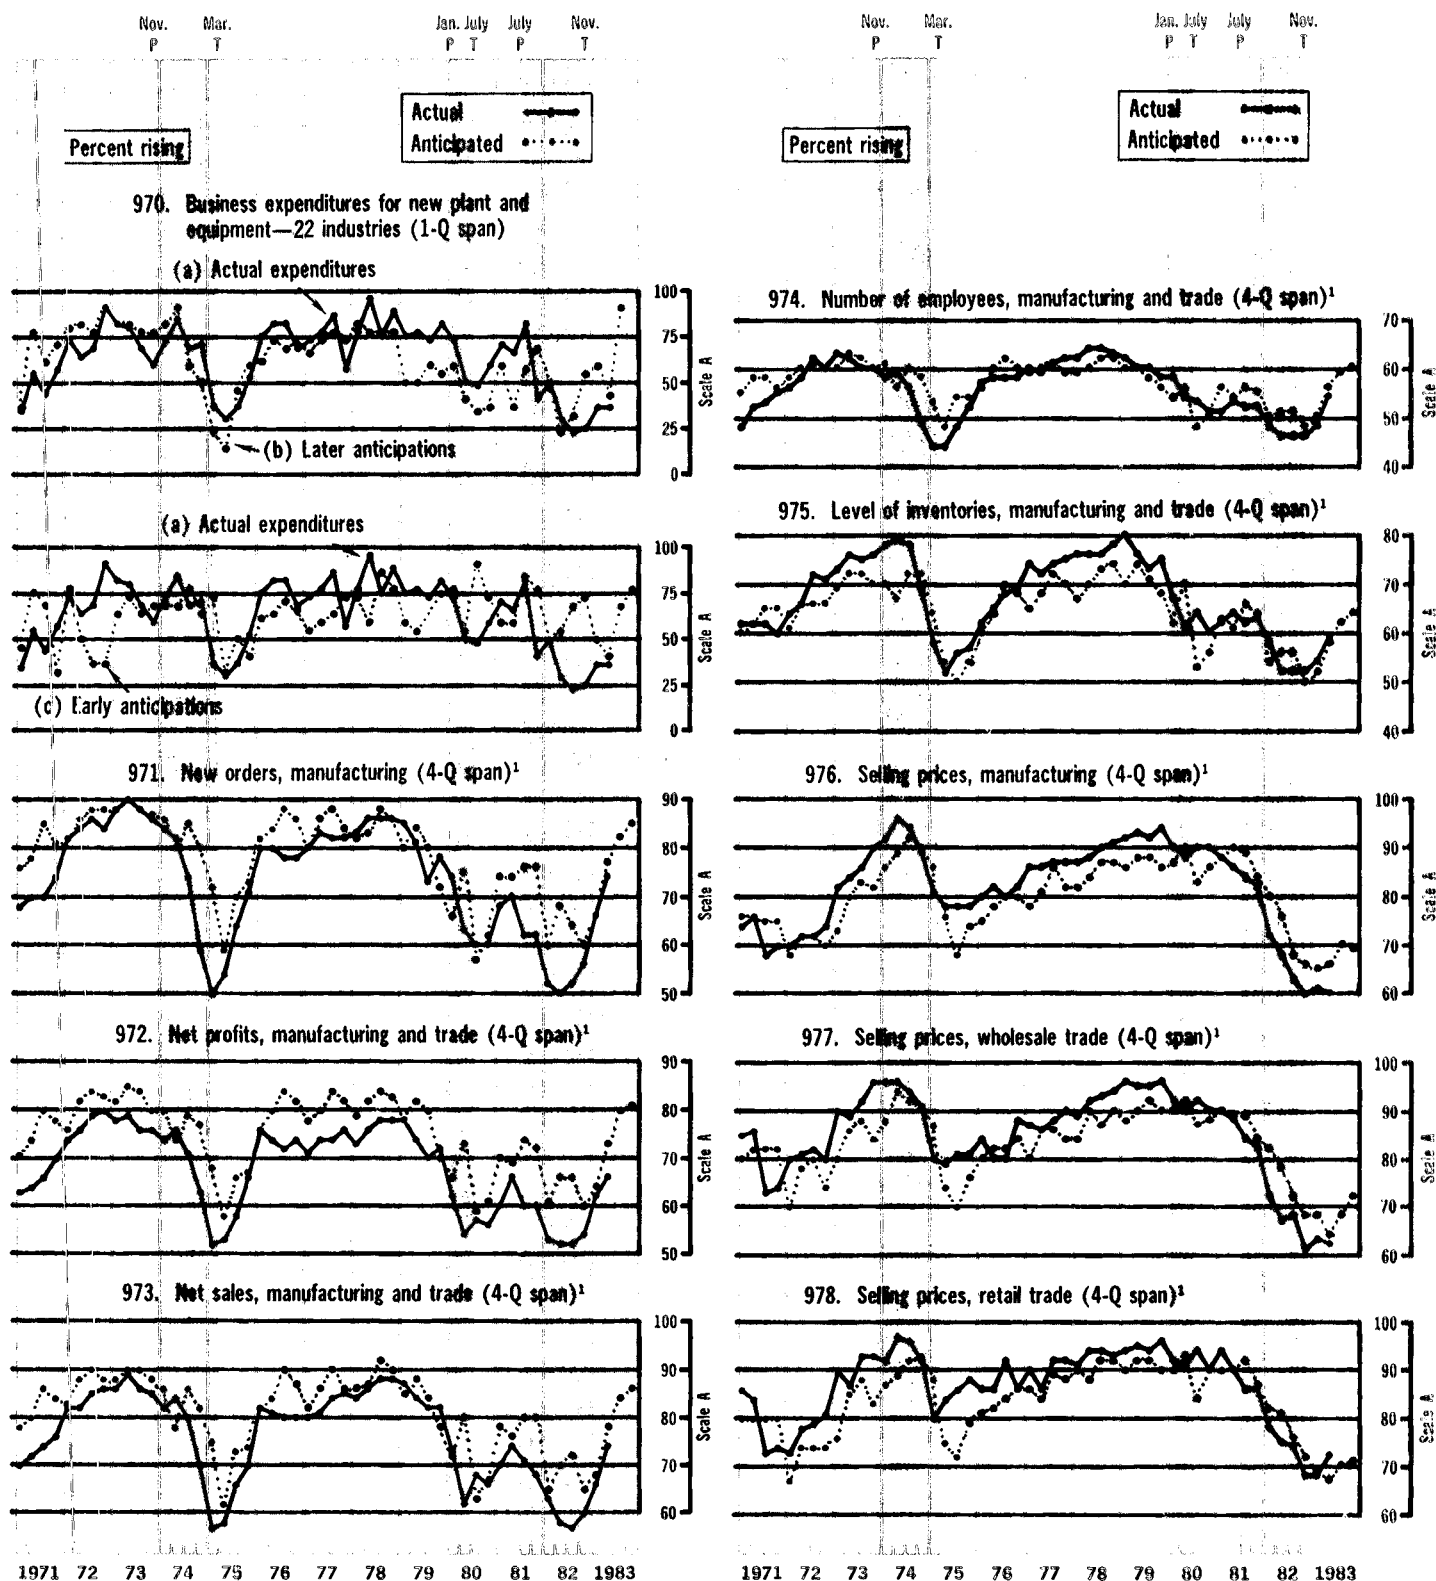 Nov. Mar. Jan. July July Nov.
P T P T P T
Actual
Anticipated
Percent rising
970. Business expenditures for new plant and
equipment—22 industries (1-Q span)
(a) Actual expenditures
100
75
50
25
0
Scale A
(b) Later anticipations
(a) Actual expenditures
100
75
50
25
0
Scale A
(c) Early anticipations
971. New orders, manufacturing (4-Q span)¹
90
80
70
60
50
Scale A
972. Net profits, manufacturing and trade (4-Q span)¹
90
80
70
60
50
Scale A
973. Net sales, manufacturing and trade (4-Q span)¹
100
90
80
70
60
Scale A
1971 72 73 74 75 76 77 78 79 80 81 82 1983
Nov. Mar. Jan. July July Nov.
P T P T P T
Actual
Anticipated
Percent rising
974. Number of employees, manufacturing and trade (4-Q span)¹
70
60
50
40
Scale A
975. Level of inventories, manufacturing and trade (4-Q span)¹
80
70
60
50
40
Scale A
976. Selling prices, manufacturing (4-Q span)¹
100
90
80
70
60
Scale A
977. Selling prices, wholesale trade (4-Q span)¹
100
90
80
70
60
Scale A
978. Selling prices, retail trade (4-Q span)¹
100
90
80
70
60
Scale A
1971 72 73 74 75 76 77 78 79 80 81 82 1983